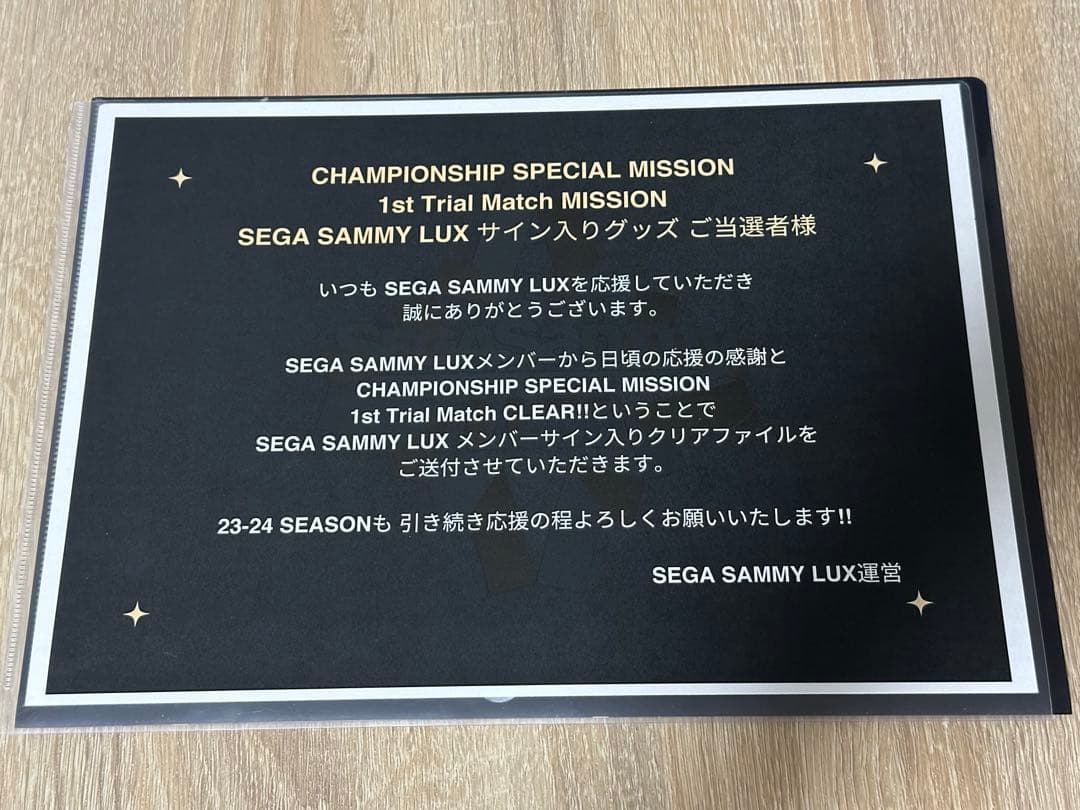 CHAMPIONSHIP SPECIAL MISSION
1st Trial Match MISSION
SEGA SAMMY LUX サイン入りグッズ ご当選者様
いつも SEGA SAMMY LUXを応援していただき
誠にありがとうございます。
SEGA SAMMY LUXメンバーから日頃の応援の感謝と
CHAMPIONSHIP SPECIAL MISSION
1st Trial Match CLEAR!!ということで
SEGA SAMMY LUX メンバーサイン入りクリアファイルを
ご送付させていただきます。
23-24 SEASONも 引き続き応援の程よろしくお願いいたします!!
SEGA SAMMY LUX運営